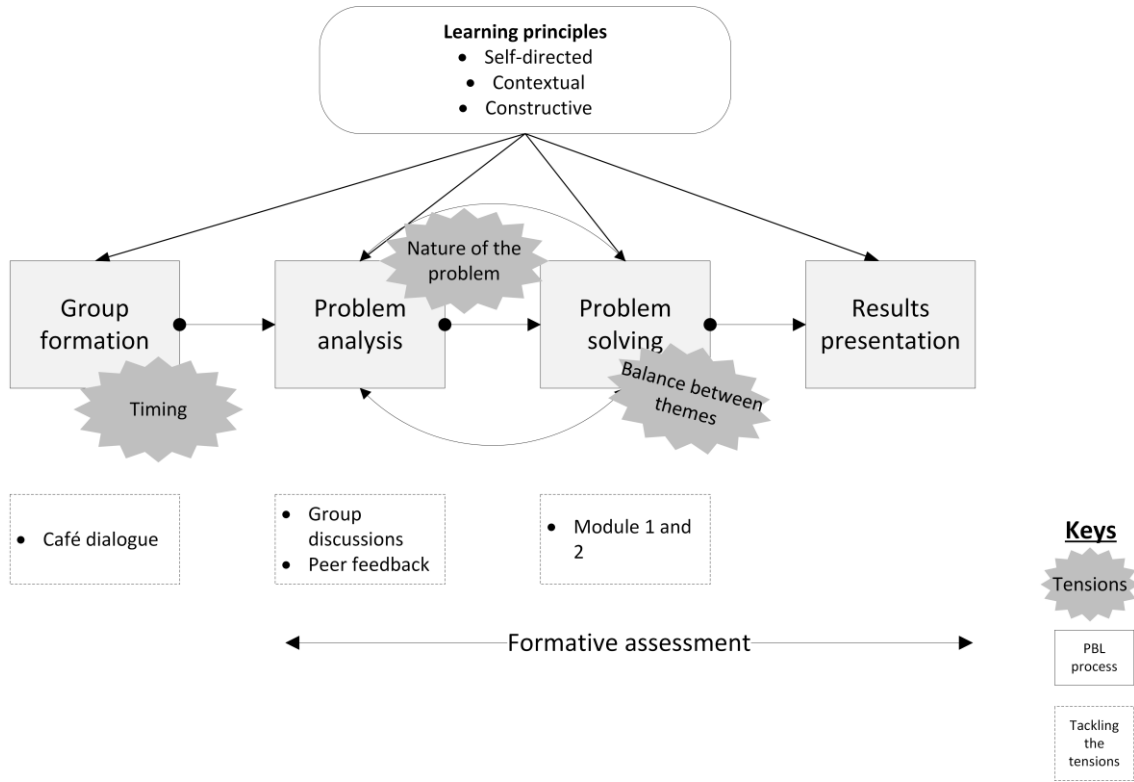 Learning principles
• Self-directed
• Contextual
• Constructive
Nature of the
problem
Group
formation
Problem
analysis
Problem
solving
Results
presentation
Timing
Balance between
themes
• Café dialogue
• Group
discussions
• Peer feedback
• Module 1 and
2
Formative assessment
Keys
Tensions
PBL
process
Tackling
the
tensions